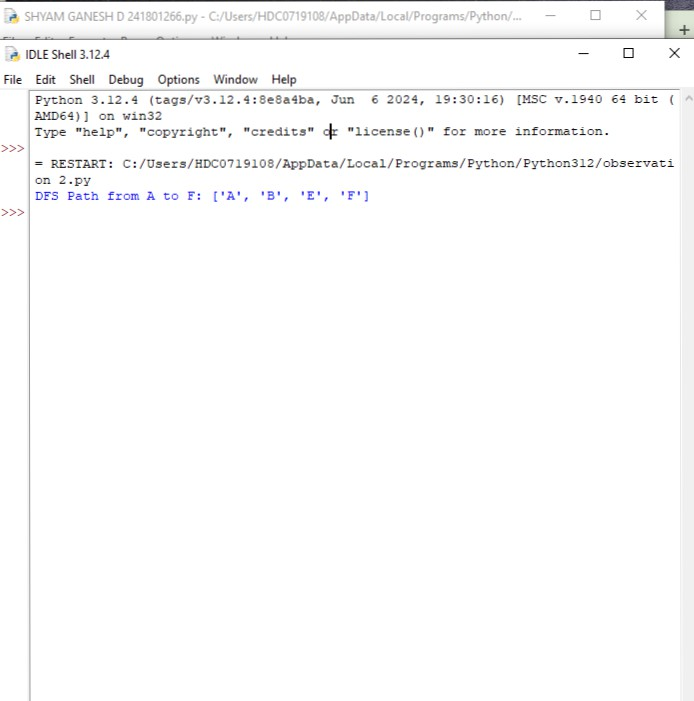 SHYAM GANESH D 241801266.py - C:/Users/HDC0719108/AppData/Local/Programs/Python/...
IDLE Shell 3.12.4
File Edit Shell Debug Options Window Help
Python 3.12.4 (tags/v3.12.4:8e8a4ba, Jun  6 2024, 19:30:16) [MSC v.1940 64 bit (
AMD64)] on win32
Type "help", "copyright", "credits" or "license()" for more information.
>>>
= RESTART: C:/Users/HDC0719108/AppData/Local/Programs/Python/Python312/observati
on 2.py
DFS Path from A to F: ['A', 'B', 'E', 'F']
>>>